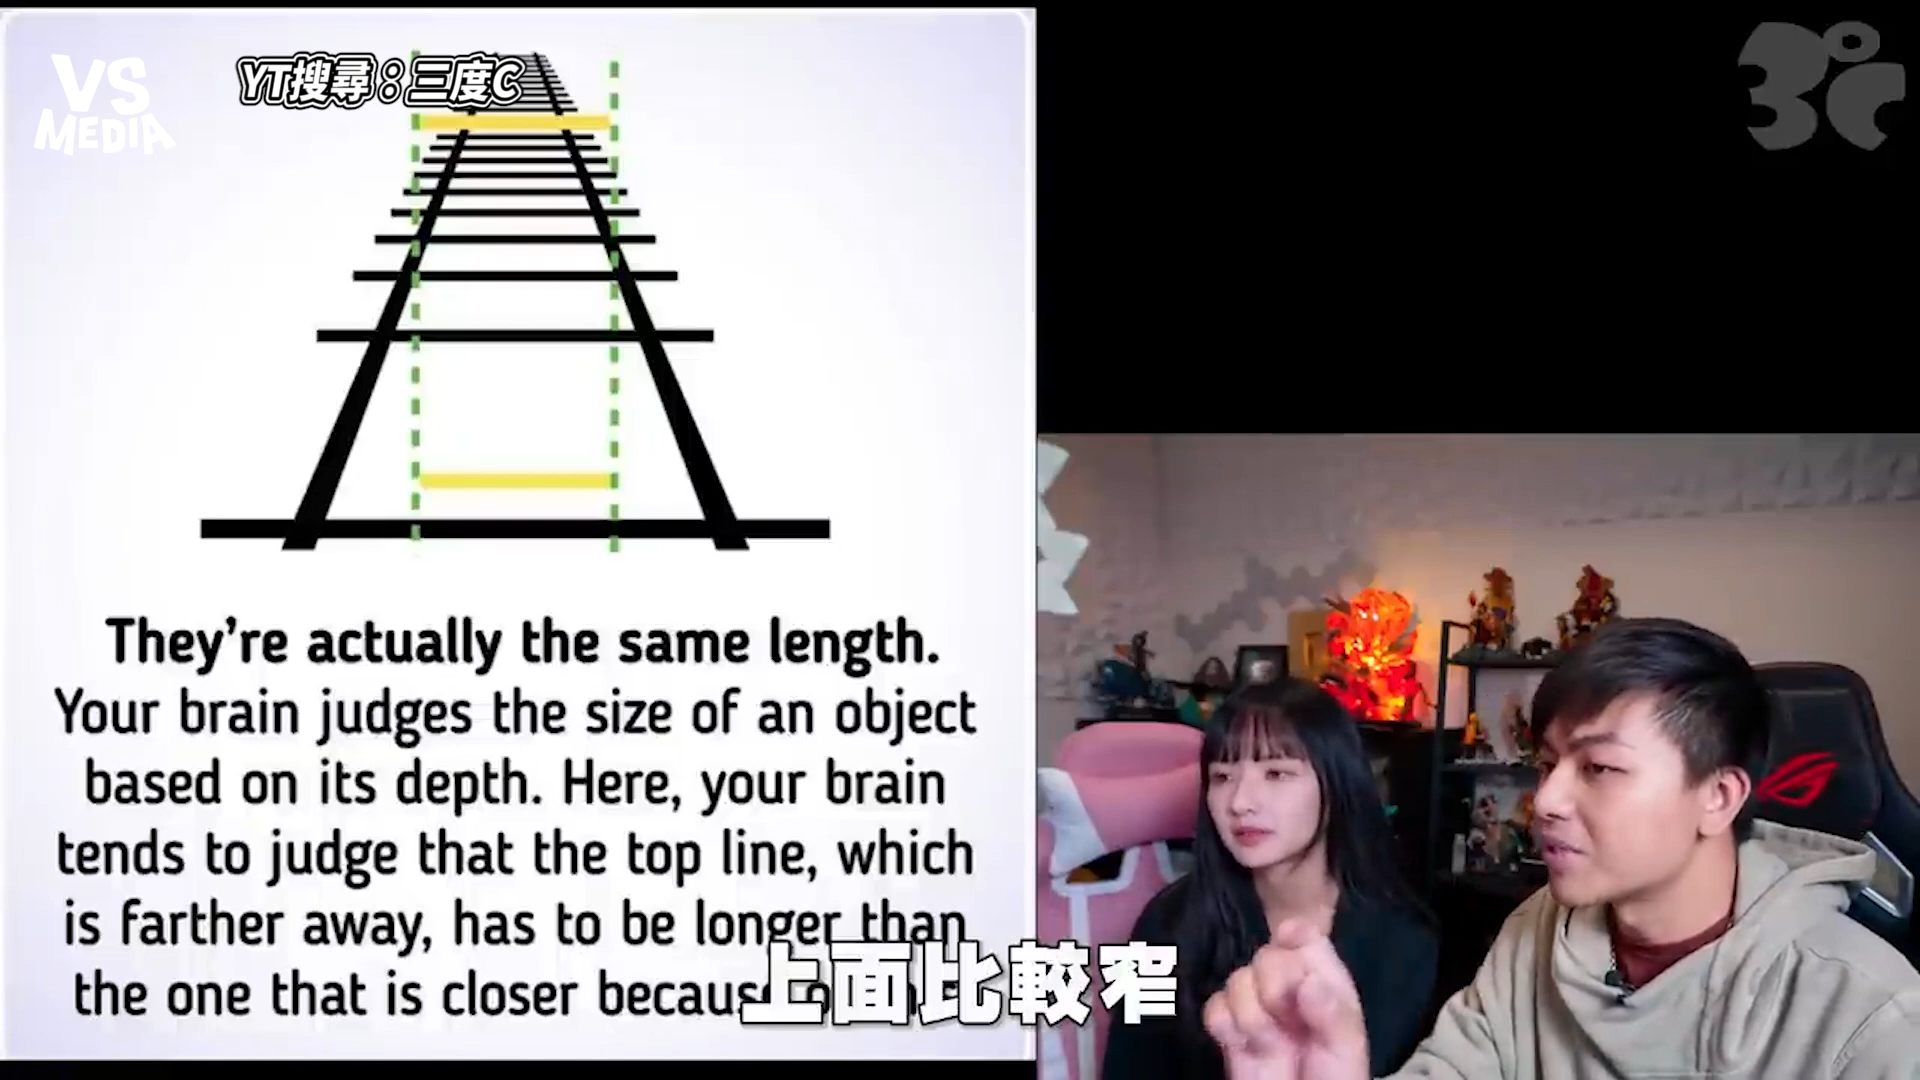 VS
MEDIA
YT搜尋：三度C
3°C
They're actually the same length.
Your brain judges the size of an object
based on its depth. Here, your brain
tends to judge that the top line, which
is farther away, has to be longer than
the one that is closer because
上面比較窄